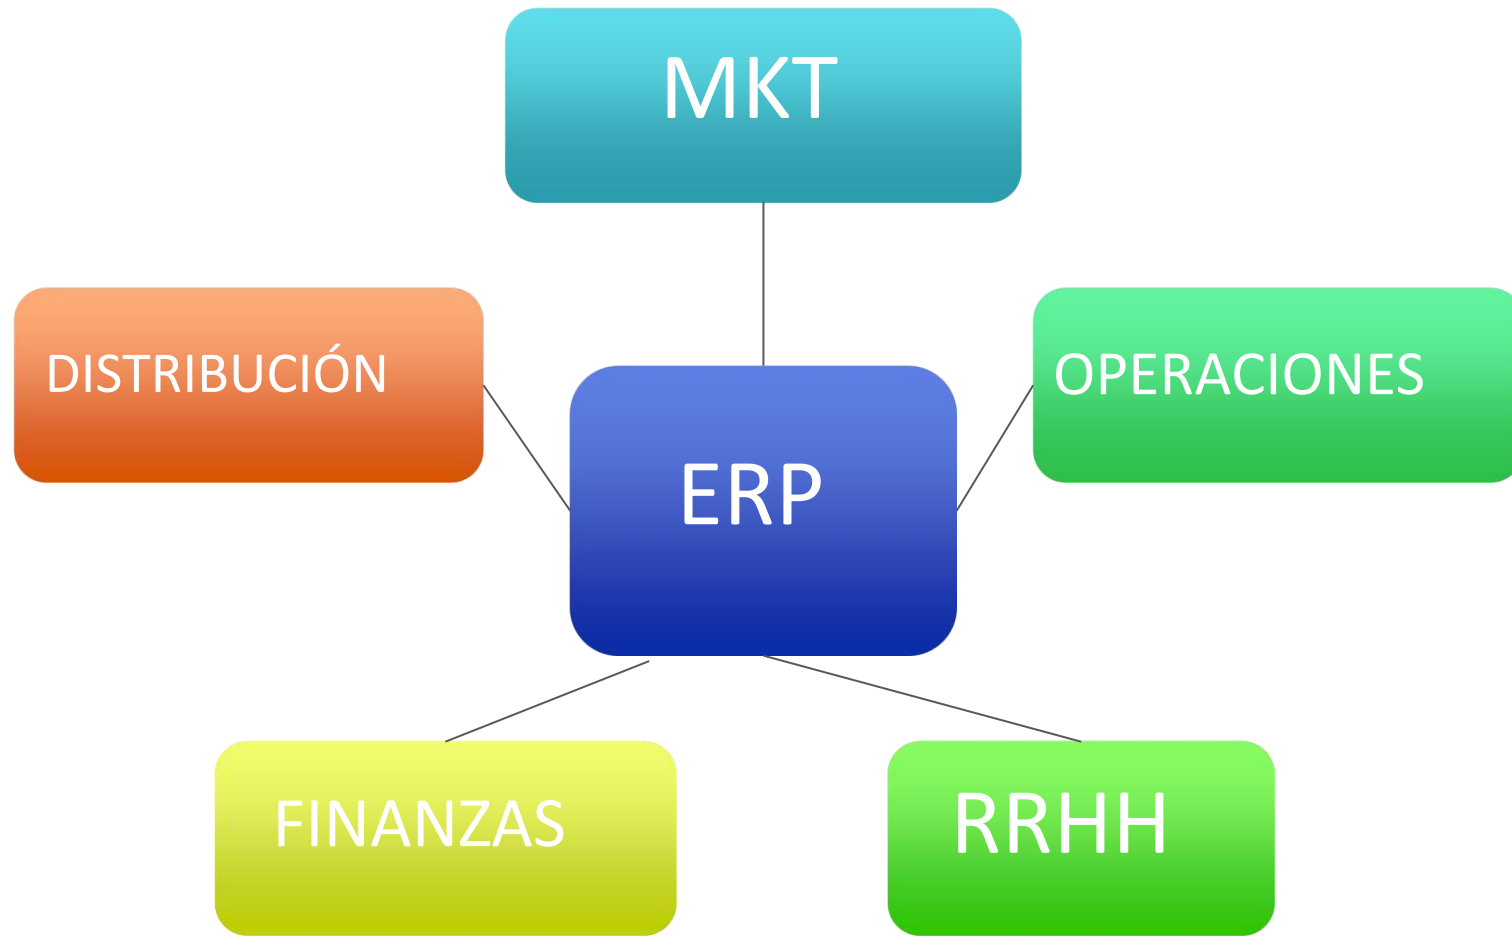 MKT
DISTRIBUCIÓN
OPERACIONES
ERP
FINANZAS
RRHH